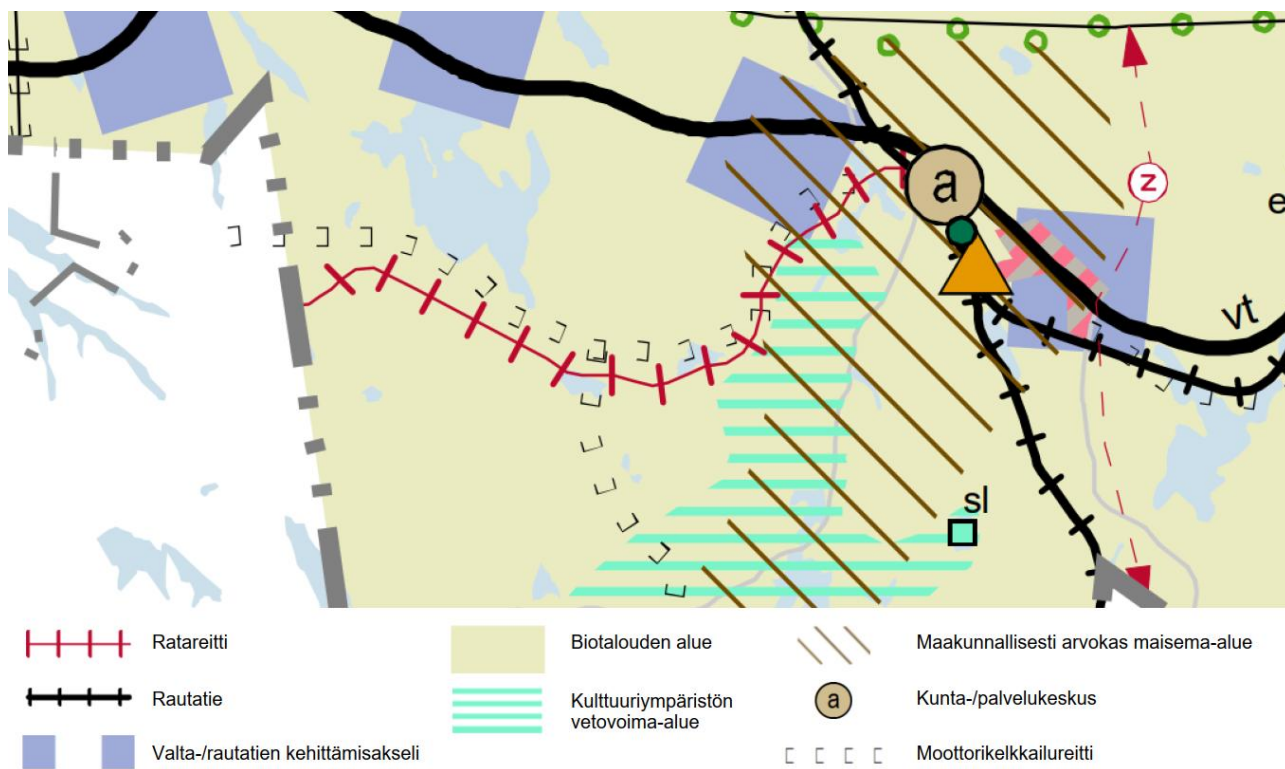 a
z
e
vt
sl
Ratareitti
Biotalouden alue
Maakunnallisesti arvokas maisema-alue
Rautatie
Kulttuuriympäristön
vetovoima-alue
a
Kunta-/palvelukeskus
Valta-/rautatien kehittämisakseli
Moottorikelkkailureitti